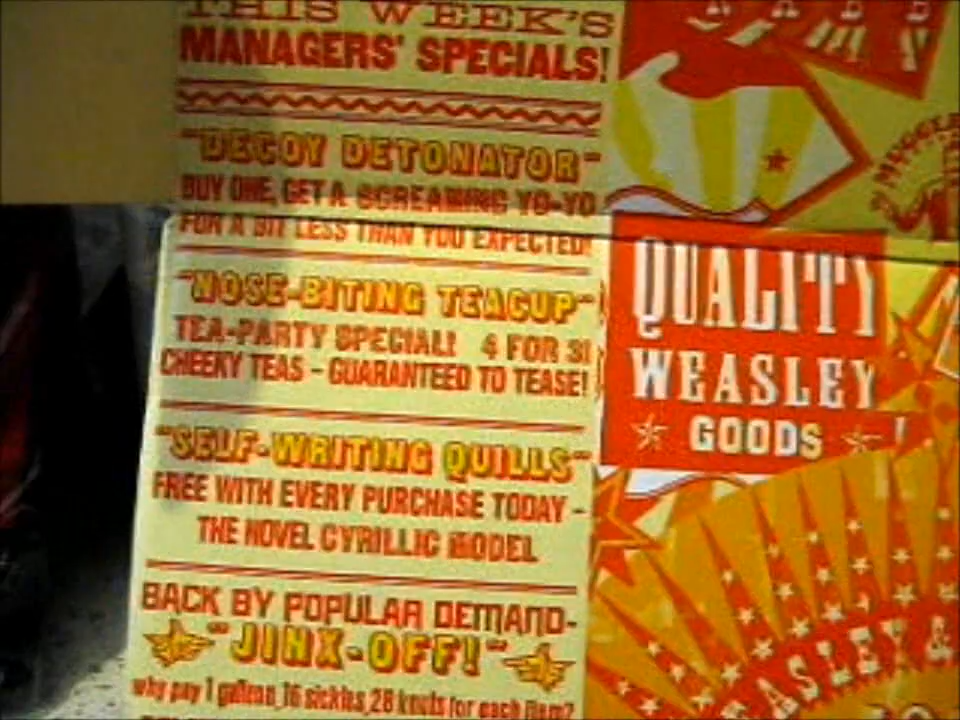 THIS WEEK'S
MANAGERS' SPECIALS!
"DECOY DETONATOR"
BUY ONE, GET A SCREAMING YO-YO
FOR A BIT LESS THAN YOU EXPECTED!
"NOSE-BITING TEACUP"
TEA-PARTY SPECIAL! 4 FOR 3!
CHEEKY TEAS - GUARANTEED TO TEASE!
"SELF-WRITING QUILLS"
FREE WITH EVERY PURCHASE TODAY -
THE NOVEL CYRILLIC MODEL
BACK BY POPULAR DEMAND-
"JINX-OFF!"
why pay 1 galleon, 16 sickles, 28 knuts for each item?
QUALITY
WEASLEY
GOODS
MUGGLE
EASLEY &